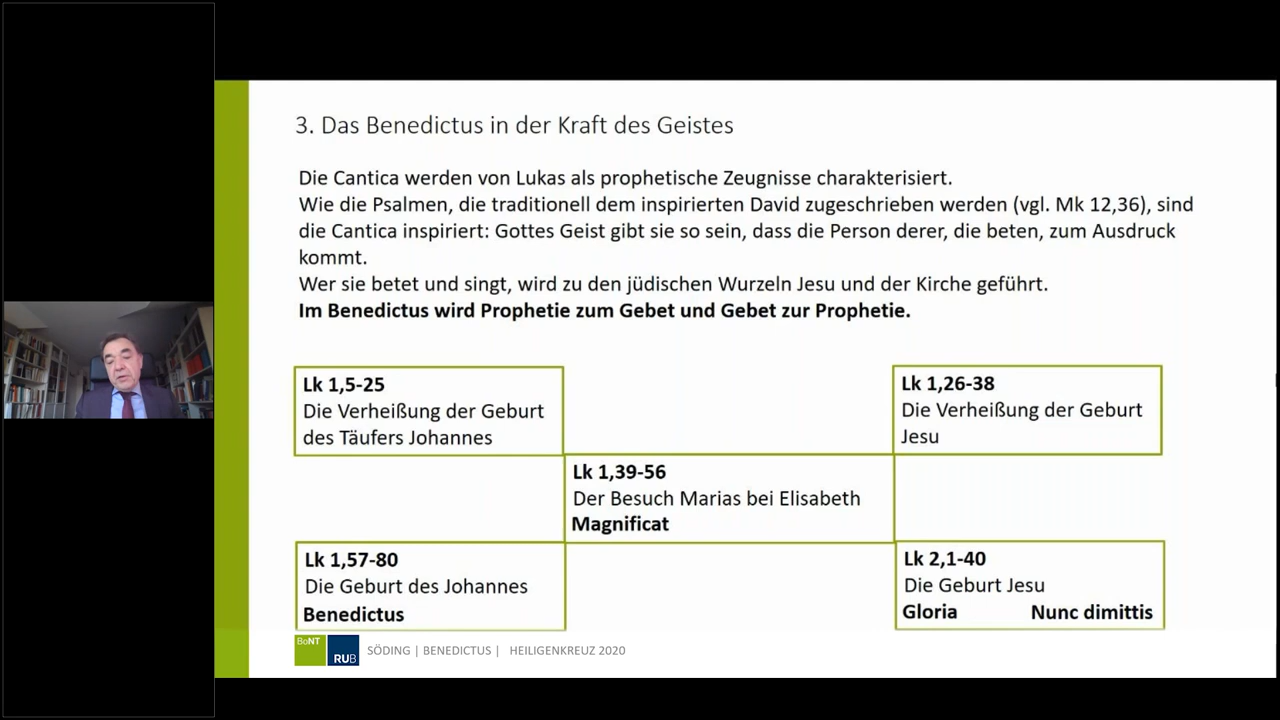 3. Das Benedictus in der Kraft des Geistes
Die Cantica werden von Lukas als prophetische Zeugnisse charakterisiert.
Wie die Psalmen, die traditionell dem inspirierten David zugeschrieben werden (vgl. Mk 12,36), sind
die Cantica inspiriert: Gottes Geist gibt sie so sein, dass die Person derer, die beten, zum Ausdruck
kommt.
Wer sie betet und singt, wird zu den jüdischen Wurzeln Jesu und der Kirche geführt.
Im Benedictus wird Prophetie zum Gebet und Gebet zur Prophetie.
Lk 1,5-25
Die Verheißung der Geburt
des Täufers Johannes
Lk 1,26-38
Die Verheißung der Geburt
Jesu
Lk 1,39-56
Der Besuch Marias bei Elisabeth
Magnificat
Lk 1,57-80
Die Geburt des Johannes
Benedictus
Lk 2,1-40
Die Geburt Jesu
Gloria Nunc dimittis
BoNT
RUB
SÖDING | BENEDICTUS | HEILIGENKREUZ 2020